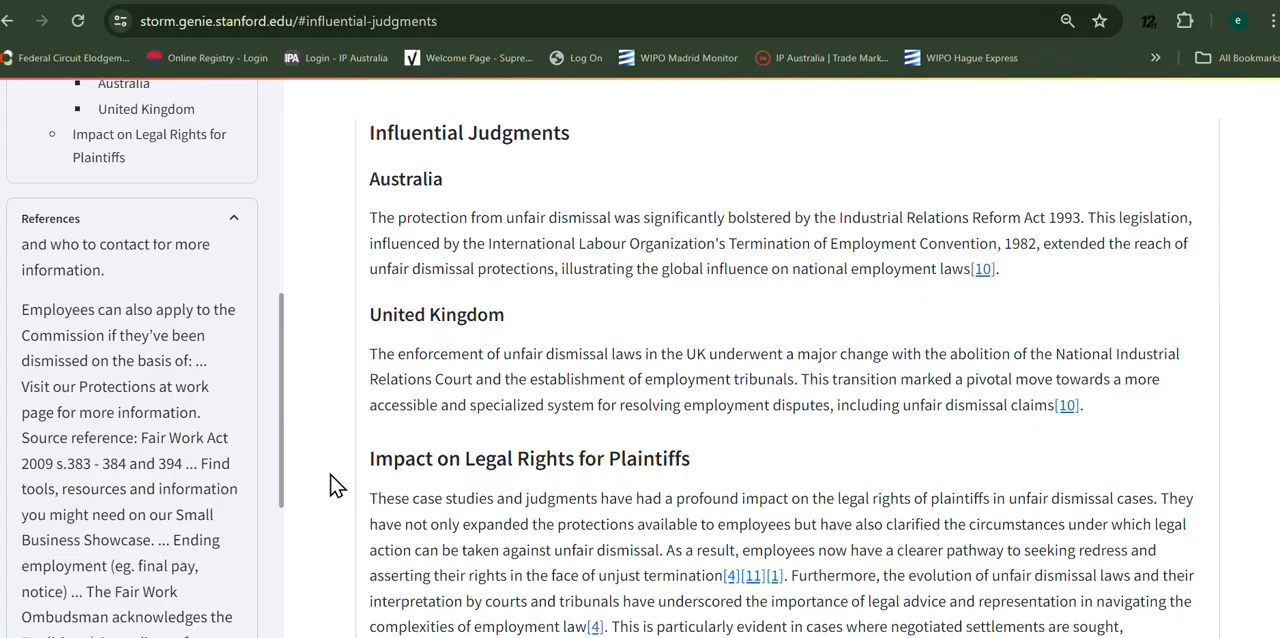 storm.genie.stanford.edu/#influential-judgments
e
Federal Circuit Elodgem...
Online Registry - Login
IPA Login - IP Australia
Welcome Page - Supre...
Log On
WIPO Madrid Monitor
IP Australia | Trade Mark...
WIPO Hague Express
»
All Bookmarks
Australia
United Kingdom
Impact on Legal Rights for
Plaintiffs
References
and who to contact for more
information.
Employees can also apply to the
Commission if they’ve been
dismissed on the basis of: ...
Visit our Protections at work
page for more information.
Source reference: Fair Work Act
2009 s.383 - 384 and 394 ... Find
tools, resources and information
you might need on our Small
Business Showcase. ... Ending
employment (eg. final pay,
notice) ... The Fair Work
Ombudsman acknowledges the
Influential Judgments
Australia
The protection from unfair dismissal was significantly bolstered by the Industrial Relations Reform Act 1993. This legislation,
influenced by the International Labour Organization's Termination of Employment Convention, 1982, extended the reach of
unfair dismissal protections, illustrating the global influence on national employment laws[10].
United Kingdom
The enforcement of unfair dismissal laws in the UK underwent a major change with the abolition of the National Industrial
Relations Court and the establishment of employment tribunals. This transition marked a pivotal move towards a more
accessible and specialized system for resolving employment disputes, including unfair dismissal claims[10].
Impact on Legal Rights for Plaintiffs
These case studies and judgments have had a profound impact on the legal rights of plaintiffs in unfair dismissal cases. They
have not only expanded the protections available to employees but have also clarified the circumstances under which legal
action can be taken against unfair dismissal. As a result, employees now have a clearer pathway to seeking redress and
asserting their rights in the face of unjust termination[4][11][1]. Furthermore, the evolution of unfair dismissal laws and their
interpretation by courts and tribunals have underscored the importance of legal advice and representation in navigating the
complexities of employment law[4]. This is particularly evident in cases where negotiated settlements are sought,